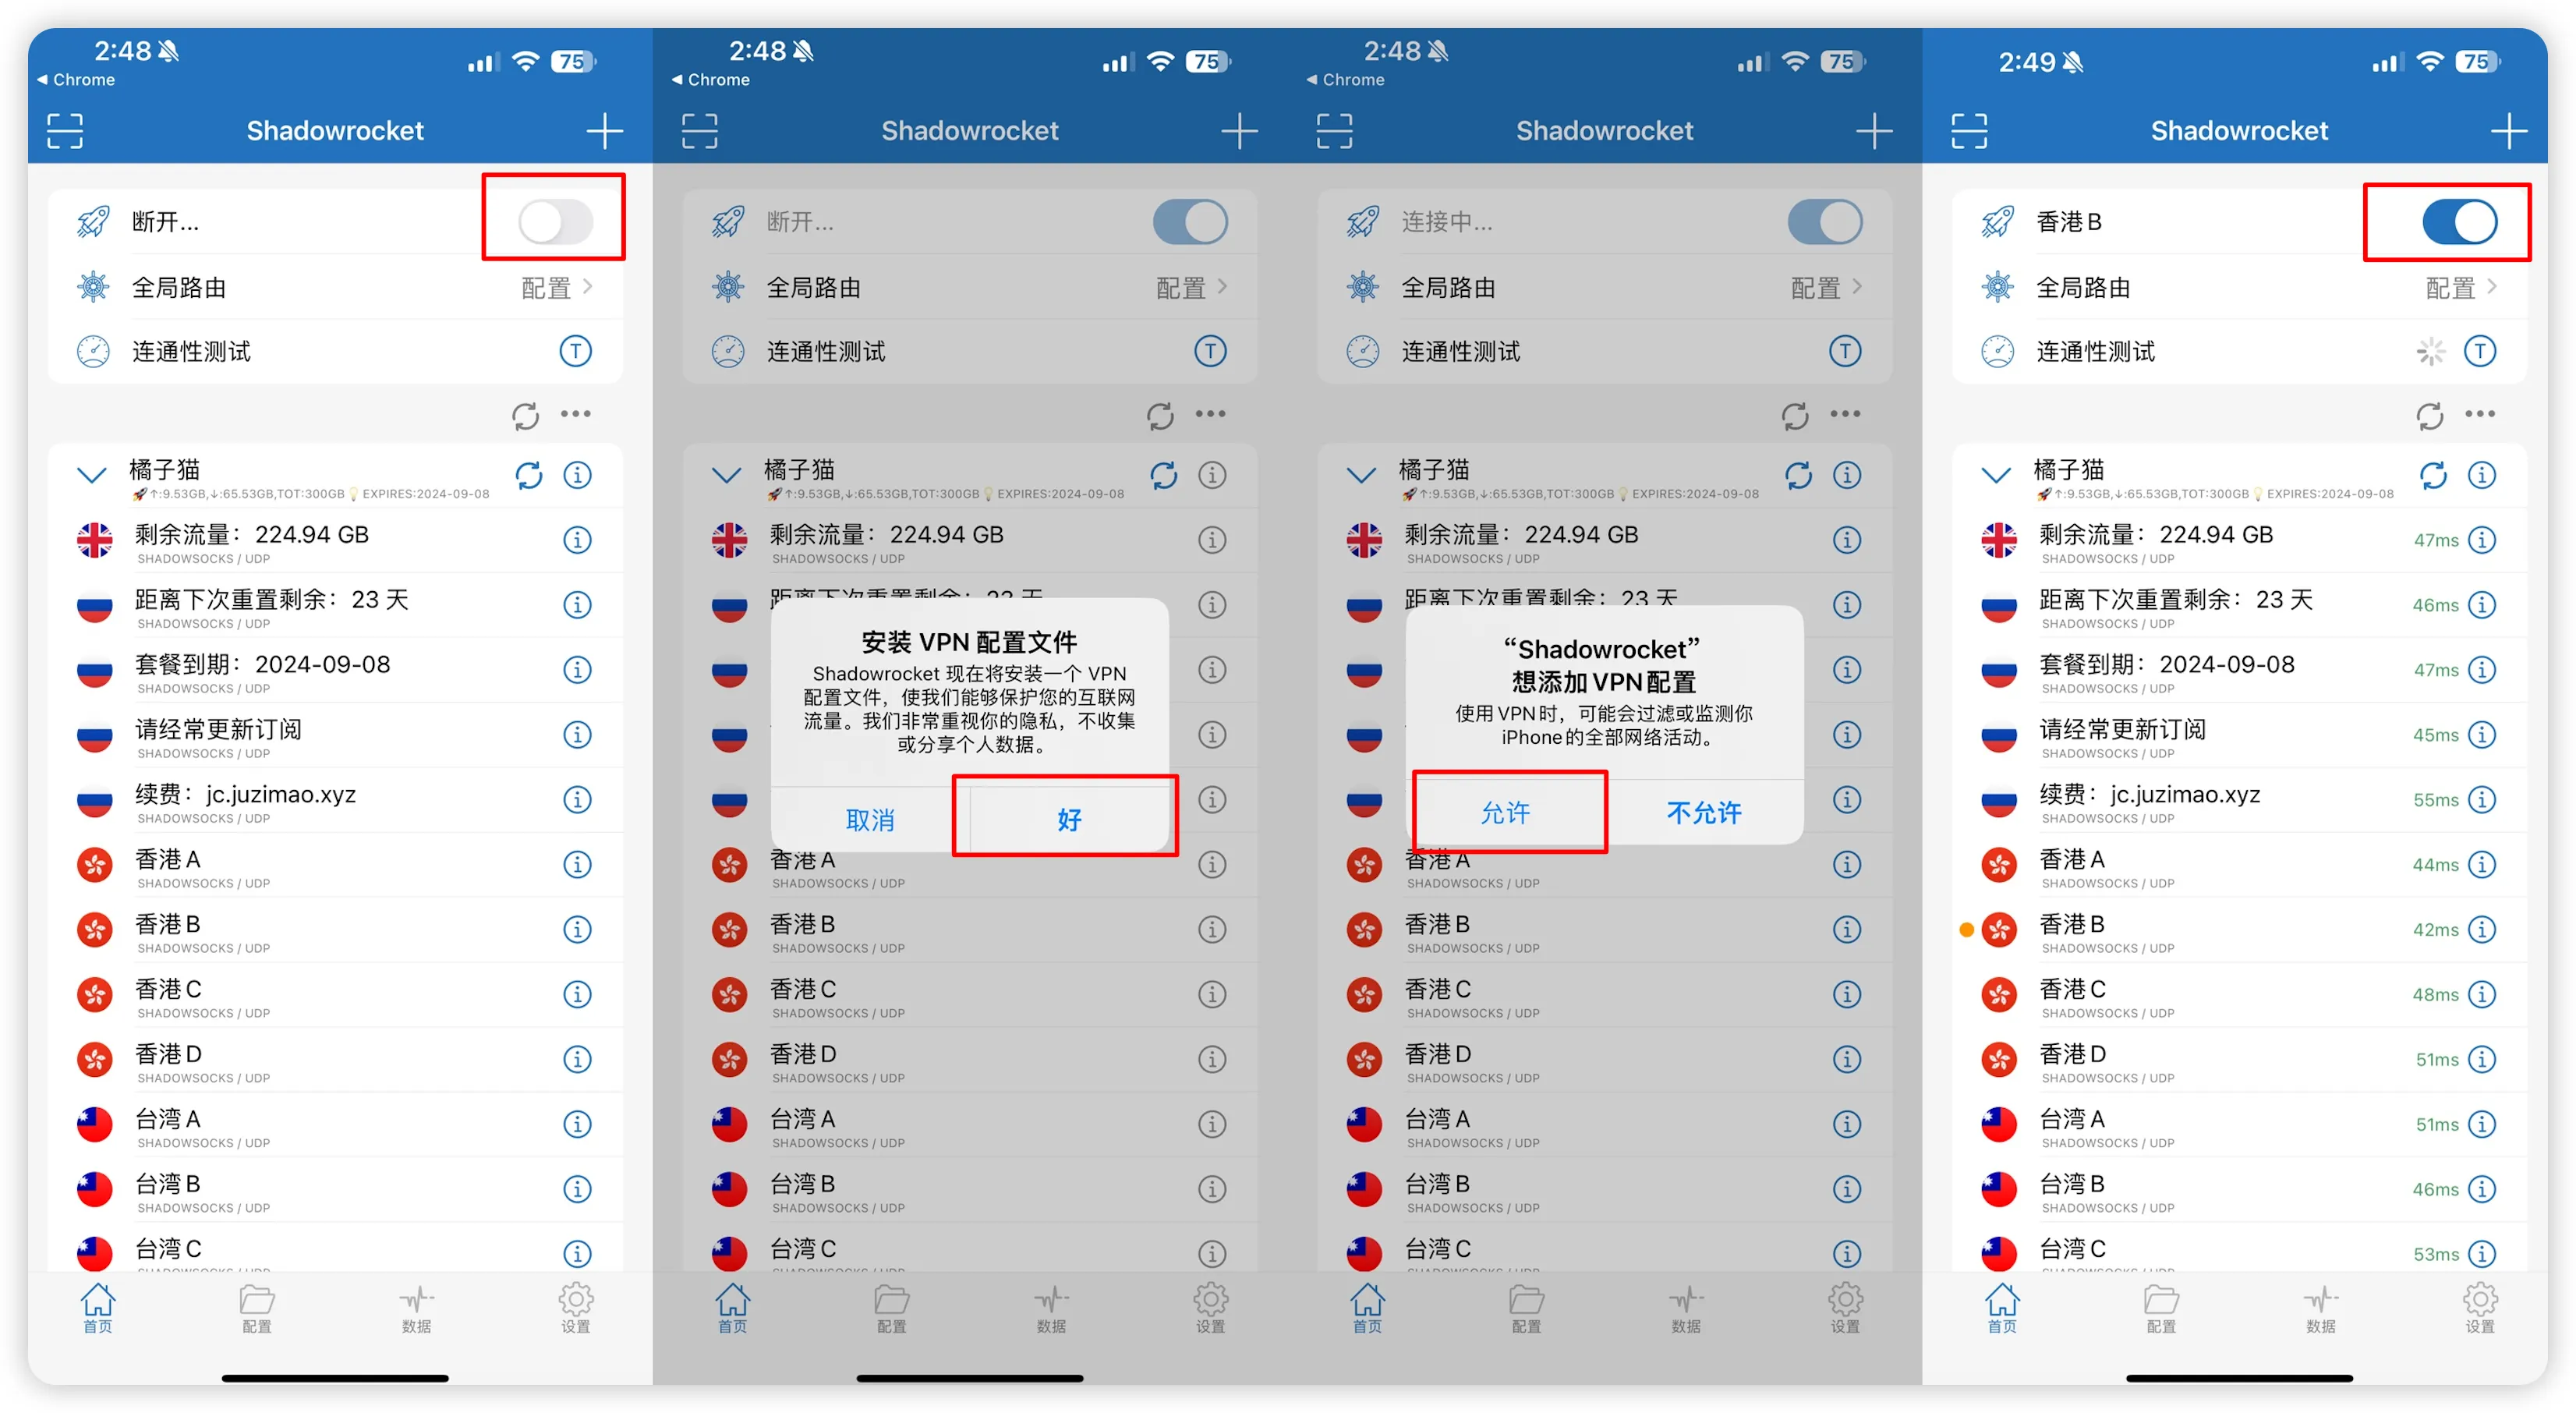 2:48
75
Chrome
Shadowrocket
断开...
全局路由
配置
连通性测试
T
橘子猫
↑:9.53GB,↓:65.53GB,TOT:300GB EXPIRES:2024-09-08
剩余流量：224.94 GB
SHADOWSOCKS / UDP
距离下次重置剩余：23 天
SHADOWSOCKS / UDP
套餐到期：2024-09-08
SHADOWSOCKS / UDP
请经常更新订阅
SHADOWSOCKS / UDP
续费：jc.juzimao.xyz
SHADOWSOCKS / UDP
香港 A
SHADOWSOCKS / UDP
香港 B
SHADOWSOCKS / UDP
香港 C
SHADOWSOCKS / UDP
香港 D
SHADOWSOCKS / UDP
台湾 A
SHADOWSOCKS / UDP
台湾 B
SHADOWSOCKS / UDP
台湾 C
首页
配置
数据
设置
2:48
75
Chrome
Shadowrocket
断开...
全局路由
配置
连通性测试
T
橘子猫
↑:9.53GB,↓:65.53GB,TOT:300GB EXPIRES:2024-09-08
剩余流量：224.94 GB
SHADOWSOCKS / UDP
距离下次重置剩余：23 天
安装 VPN 配置文件
Shadowrocket 现在将安装一个 VPN
配置文件，使我们能够保护您的互联网
流量。我们非常重视你的隐私，不收集
或分享个人数据。
取消
好
香港 A
SHADOWSOCKS / UDP
香港 B
SHADOWSOCKS / UDP
香港 C
SHADOWSOCKS / UDP
香港 D
SHADOWSOCKS / UDP
台湾 A
SHADOWSOCKS / UDP
台湾 B
SHADOWSOCKS / UDP
台湾 C
首页
配置
数据
设置
2:48
75
Chrome
Shadowrocket
连接中...
全局路由
配置
连通性测试
T
橘子猫
↑:9.53GB,↓:65.53GB,TOT:300GB EXPIRES:2024-09-08
剩余流量：224.94 GB
SHADOWSOCKS / UDP
距离下次重置剩余：23 天
“Shadowrocket”
想添加 VPN 配置
使用 VPN 时，可能会过滤或监测你
iPhone 的全部网络活动。
允许
不允许
香港 A
SHADOWSOCKS / UDP
香港 B
SHADOWSOCKS / UDP
香港 C
SHADOWSOCKS / UDP
香港 D
SHADOWSOCKS / UDP
台湾 A
SHADOWSOCKS / UDP
台湾 B
SHADOWSOCKS / UDP
台湾 C
首页
配置
数据
设置
2:49
75
Shadowrocket
香港 B
全局路由
配置
连通性测试
T
橘子猫
↑:9.53GB,↓:65.53GB,TOT:300GB EXPIRES:2024-09-08
剩余流量：224.94 GB
47ms
SHADOWSOCKS / UDP
距离下次重置剩余：23 天
46ms
SHADOWSOCKS / UDP
套餐到期：2024-09-08
47ms
SHADOWSOCKS / UDP
请经常更新订阅
45ms
SHADOWSOCKS / UDP
续费：jc.juzimao.xyz
55ms
SHADOWSOCKS / UDP
香港 A
44ms
SHADOWSOCKS / UDP
香港 B
42ms
SHADOWSOCKS / UDP
香港 C
48ms
SHADOWSOCKS / UDP
香港 D
51ms
SHADOWSOCKS / UDP
台湾 A
51ms
SHADOWSOCKS / UDP
台湾 B
46ms
SHADOWSOCKS / UDP
台湾 C
53ms
首页
配置
数据
设置